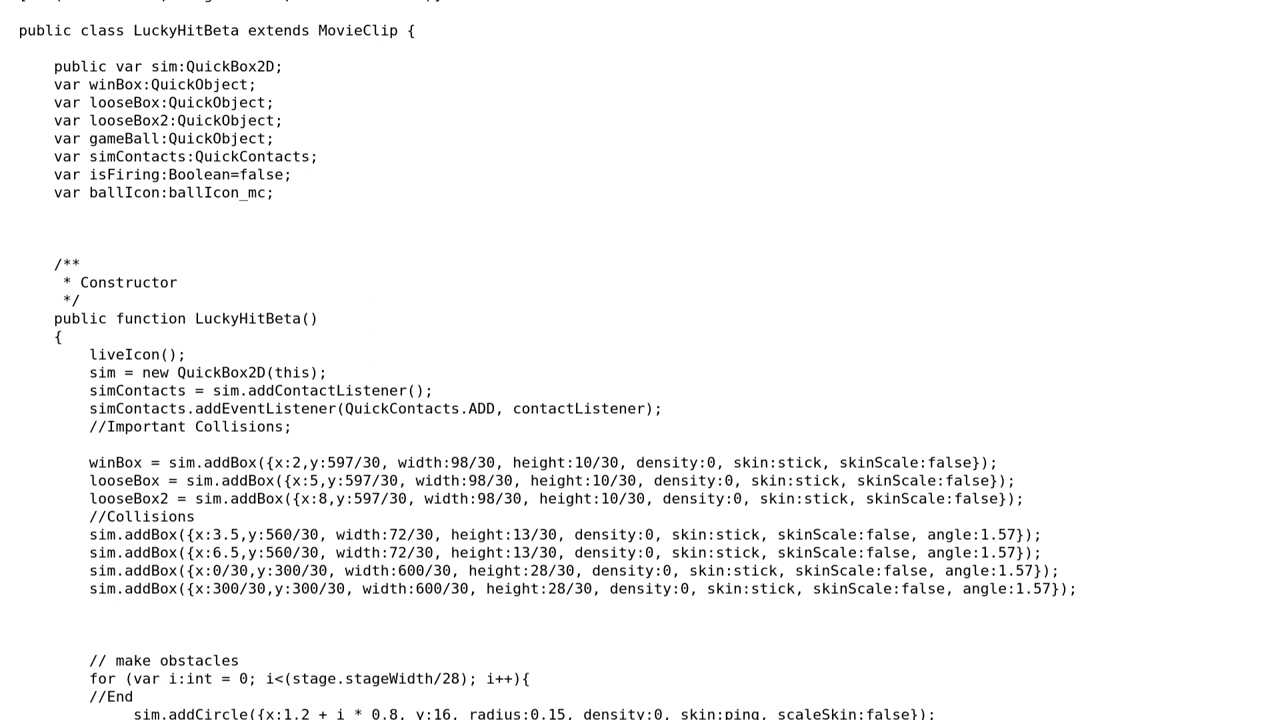 public class LuckyHitBeta extends MovieClip {
public var sim:QuickBox2D;
var winBox:QuickObject;
var looseBox:QuickObject;
var looseBox2:QuickObject;
var gameBall:QuickObject;
var simContacts:QuickContacts;
var isFiring:Boolean=false;
var ballIcon:ballIcon_mc;
/**
* Constructor
*/
public function LuckyHitBeta()
{
liveIcon();
sim = new QuickBox2D(this);
simContacts = sim.addContactListener();
simContacts.addEventListener(QuickContacts.ADD, contactListener);
//Important Collisions;
winBox = sim.addBox({x:2,y:597/30, width:98/30, height:10/30, density:0, skin:stick, skinScale:false});
looseBox = sim.addBox({x:5,y:597/30, width:98/30, height:10/30, density:0, skin:stick, skinScale:false});
looseBox2 = sim.addBox({x:8,y:597/30, width:98/30, height:10/30, density:0, skin:stick, skinScale:false});
//Collisions
sim.addBox({x:3.5,y:560/30, width:72/30, height:13/30, density:0, skin:stick, skinScale:false, angle:1.57});
sim.addBox({x:6.5,y:560/30, width:72/30, height:13/30, density:0, skin:stick, skinScale:false, angle:1.57});
sim.addBox({x:0/30,y:300/30, width:600/30, height:28/30, density:0, skin:stick, skinScale:false, angle:1.57});
sim.addBox({x:300/30,y:300/30, width:600/30, height:28/30, density:0, skin:stick, skinScale:false, angle:1.57});
// make obstacles
for (var i:int = 0; i<(stage.stageWidth/28); i++){
//End
sim.addCircle({x:1.2 + i * 0.8, y:16, radius:0.15, density:0, skin:ping, scaleSkin:false});